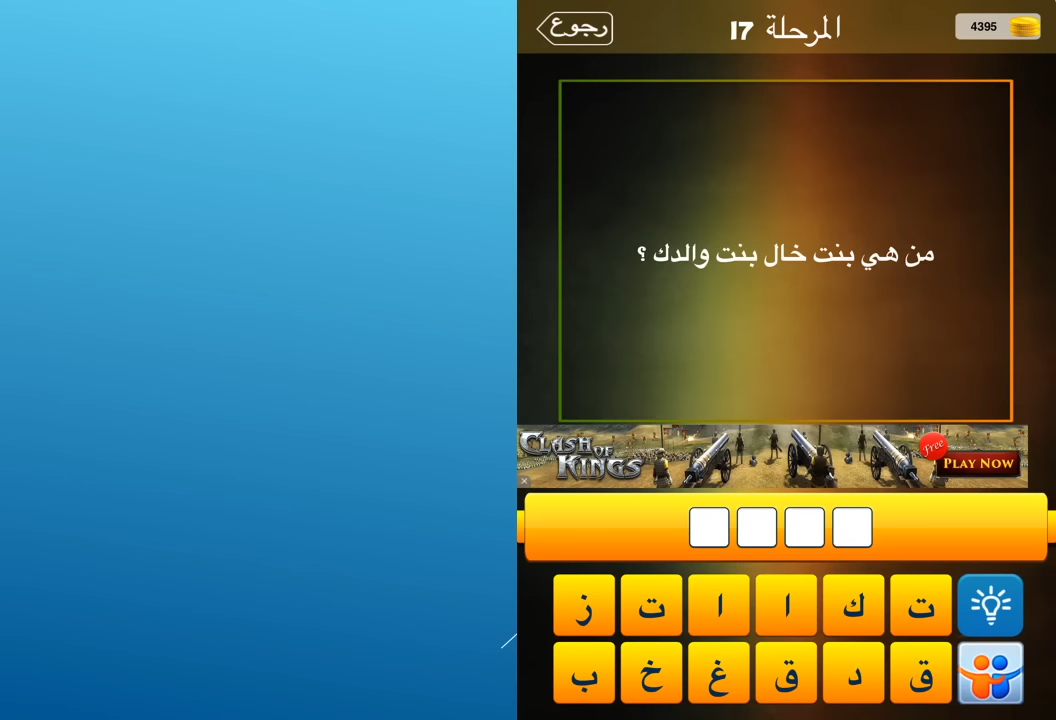 رجوع
المرحلة 17
4395
من هي بنت خال بنت والدك ؟
CLASH OF KINGS
Free
PLAY NOW
ز ت ا ا ك ت
ب خ غ ق د ق